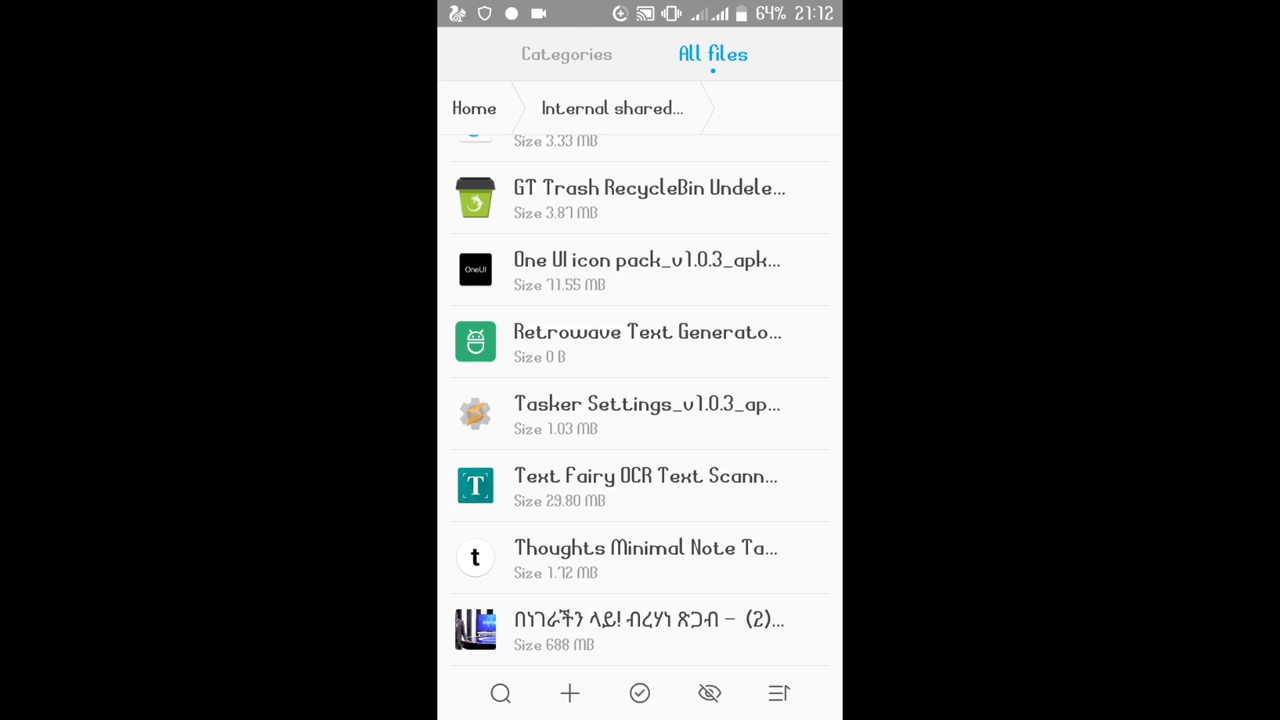 64% 21:12
Categories All files
Home Internal shared...
Size 3.33 MB
GT Trash RecycleBin Undele...
Size 3.87 MB
OneUI
One UI icon pack_v1.0.3_apk...
Size 71.55 MB
Retrowave Text Generato...
Size 0 B
Tasker Settings_v1.0.3_ap...
Size 1.03 MB
T
Text Fairy OCR Text Scann...
Size 29.80 MB
t
Thoughts Minimal Note Ta...
Size 1.72 MB
በነገራችን ላይ! ብረሃነ ጽጋብ - (2)...
Size 688 MB